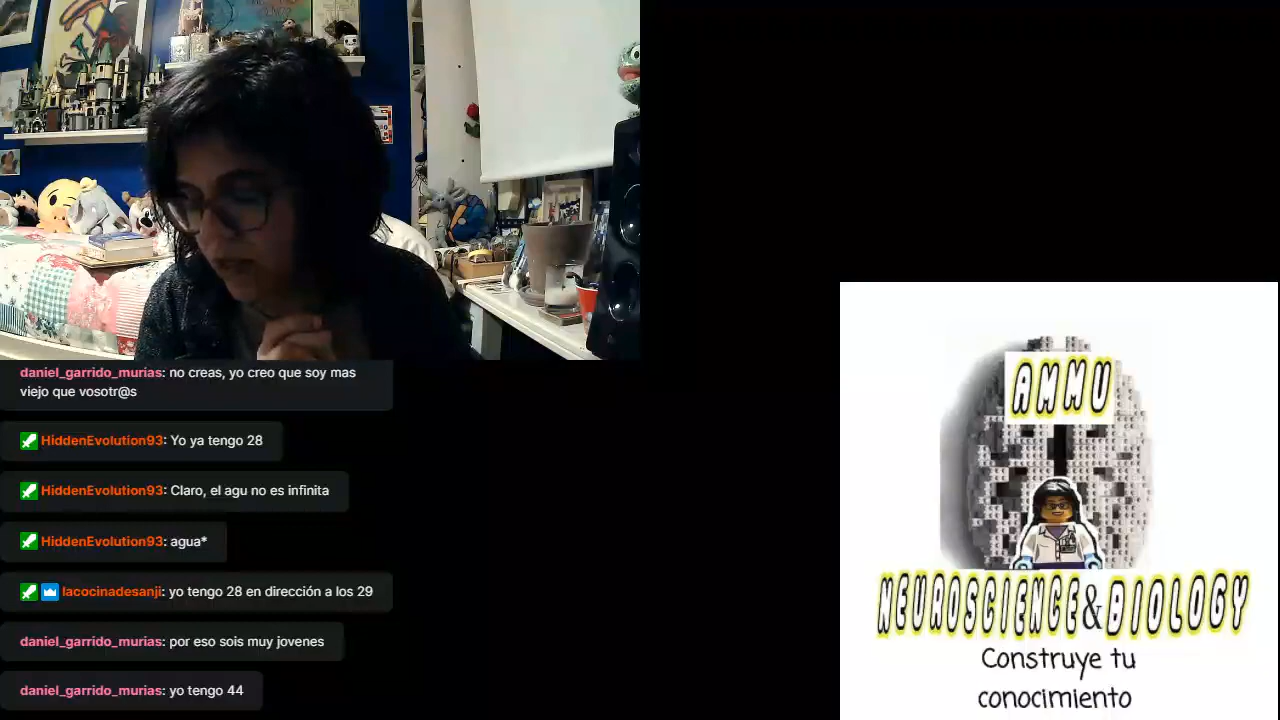 daniel_garrido_murias: no creas, yo creo que soy mas
viejo que vosotr@s
HiddenEvolution93: Yo ya tengo 28
HiddenEvolution93: Claro, el agu no es infinita
HiddenEvolution93: agua*
lacocinadesanji: yo tengo 28 en dirección a los 29
daniel_garrido_murias: por eso sois muy jovenes
daniel_garrido_murias: yo tengo 44
AMMU
NEUROSCIENCE&BIOLOGY
Construye tu
conocimiento